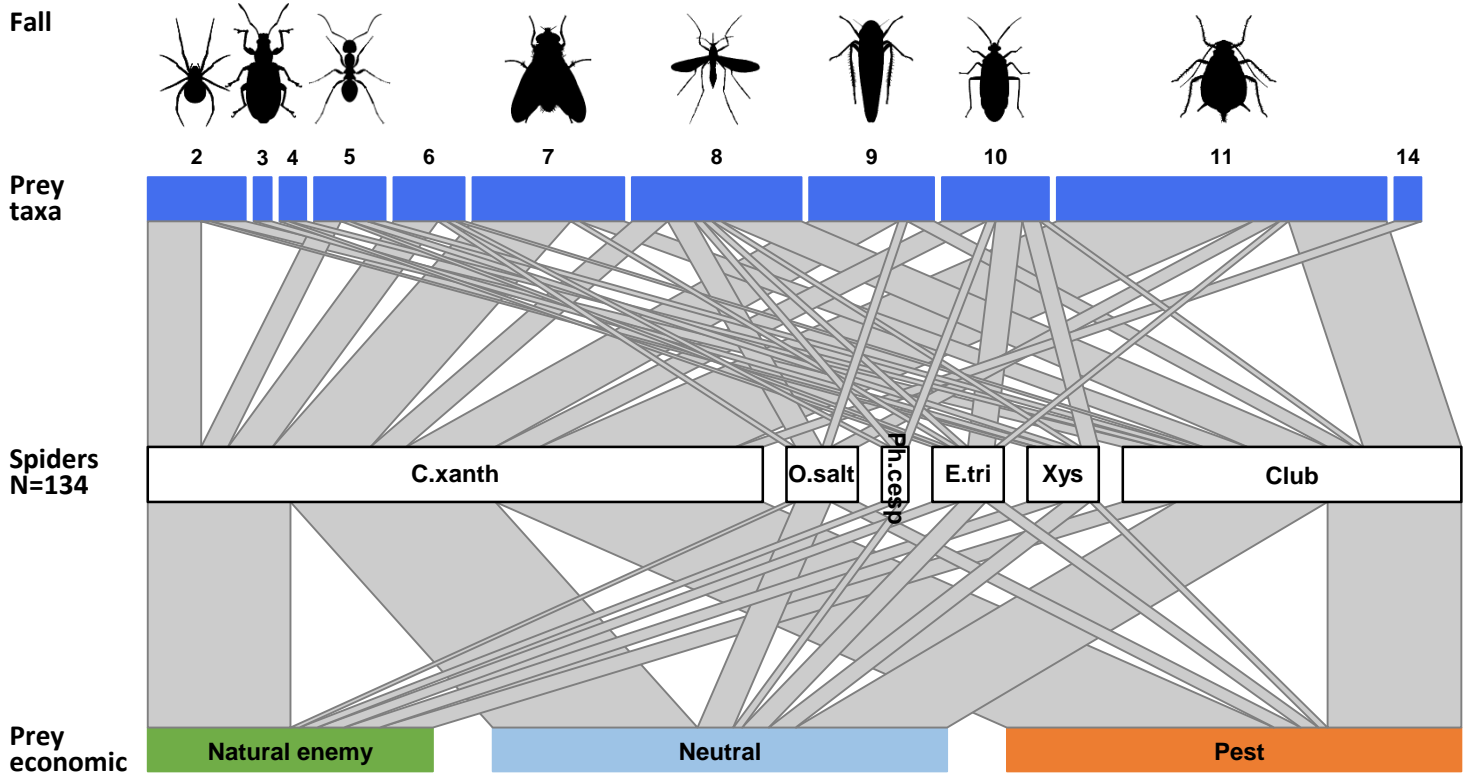 Fall
2 3 4 5 6 7 8 9 10 11 14
Prey
taxa
Spiders
N=134
C.xanth
O.salt
Ph.cesp
E.tri
Xys
Club
Prey
economic
Natural enemy
Neutral
Pest